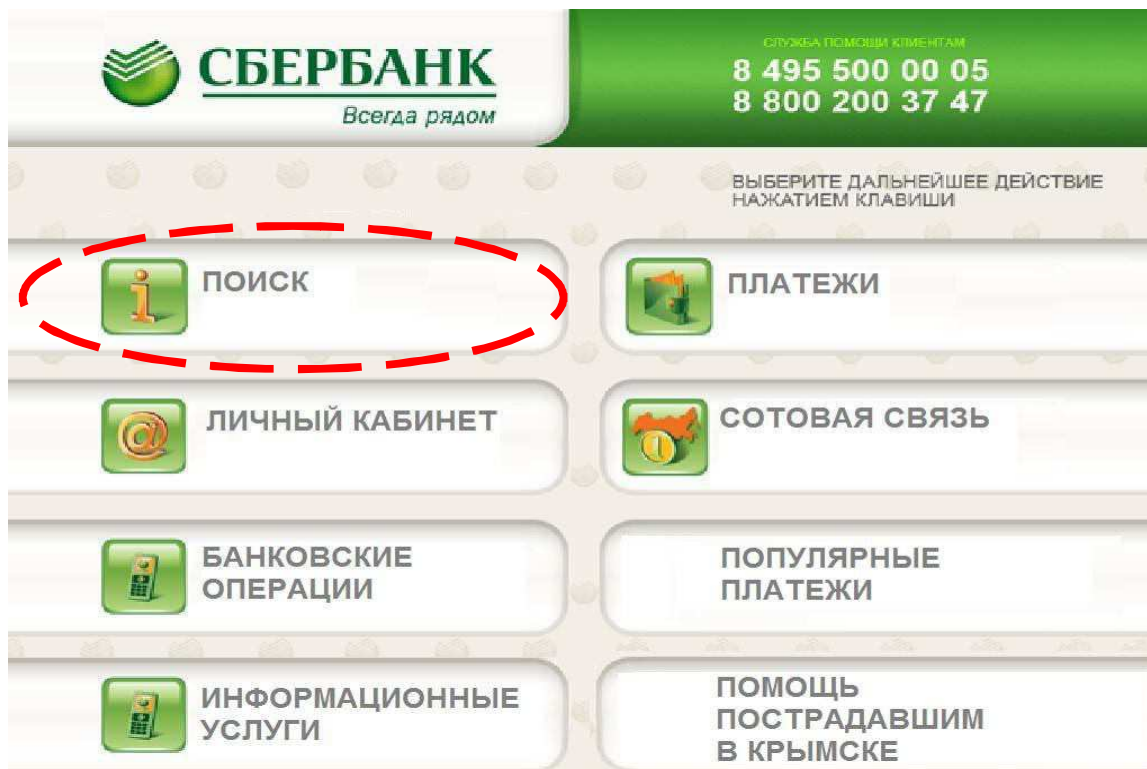 СБЕРБАНК
Всегда рядом
СЛУЖБА ПОМОЩИ КЛИЕНТАМ
8 495 500 00 05
8 800 200 37 47
ВЫБЕРИТЕ ДАЛЬНЕЙШЕЕ ДЕЙСТВИЕ
НАЖАТИЕМ КЛАВИШИ
ПОИСК
ПЛАТЕЖИ
ЛИЧНЫЙ КАБИНЕТ
СОТОВАЯ СВЯЗЬ
БАНКОВСКИЕ
ОПЕРАЦИИ
ПОПУЛЯРНЫЕ
ПЛАТЕЖИ
ИНФОРМАЦИОННЫЕ
УСЛУГИ
ПОМОЩЬ
ПОСТРАДАВШИМ
В КРЫМСКЕ